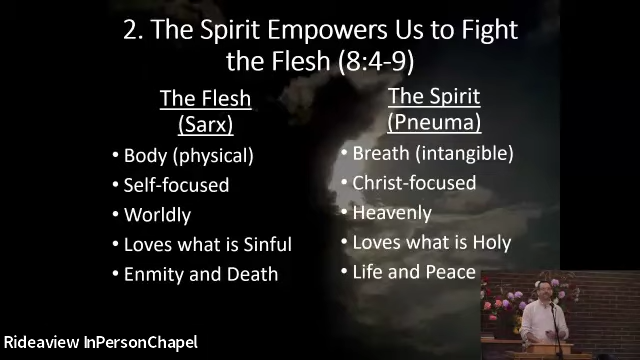 2. The Spirit Empowers Us to Fight
the Flesh (8:4-9)
The Flesh
(Sarx)
• Body (physical)
• Self-focused
• Worldly
• Loves what is Sinful
• Enmity and Death
The Spirit
(Pneuma)
• Breath (intangible)
• Christ-focused
• Heavenly
• Loves what is Holy
• Life and Peace
Rideaview InPersonChapel